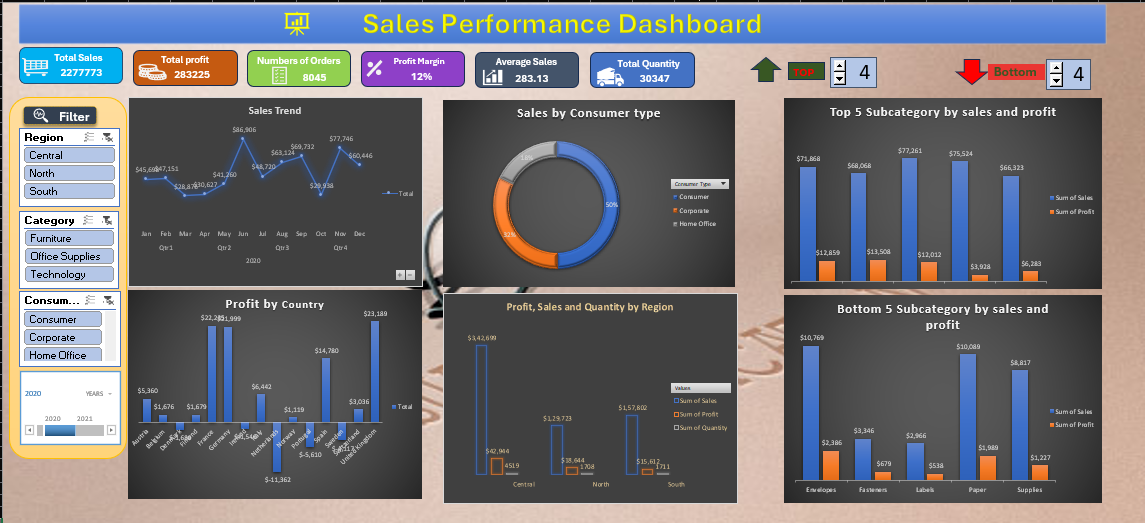 Sales Performance Dashboard
Total Sales
2277773
Total profit
283225
Numbers of Orders
8045
Profit Margin
12%
Average Sales
283.13
Total Quantity
30347
TOP
4
Bottom
4
Filter
Region
Central
North
South
Category
Furniture
Office Supplies
Technology
Consum...
Consumer
Corporate
Home Office
2020
YEARS
2020 2021
Sales Trend
$47,151
$41,260
$86,906
$48,720
$63,124
$69,732
$29,938
$77,746
$60,446
Total
Jan Feb Mar Apr May Jun Jul Aug Sep Oct Nov Dec
Qtr1 Qtr2 Qtr3 Qtr4
2020
Sales by Consumer type
50%
32%
18%
Consumer Type
Consumer
Corporate
Home Office
Top 5 Subcategory by sales and profit
$71,868 $68,068 $77,261 $75,524 $66,323
$12,859 $13,508 $12,012 $3,928 $6,283
Sum of Sales
Sum of Profit
Profit by Country
$5,360
$1,676
$1,679
$6,442
$1,119
$-11,362
$-5,610
$14,780
$3,036
$23,189
Total
Austria
Belgium
France
Germany
Norway
Spain
United Kingdom
Profit, Sales and Quantity by Region
$3,42,699
$42,944
4519
$1,29,723
$18,644
1708
$1,57,802
$15,612
1711
Central North South
Values
Sum of Sales
Sum of Profit
Sum of Quantity
Bottom 5 Subcategory by sales and
profit
$10,769 $3,346 $2,966 $10,089 $8,817
$2,386 $679 $538 $1,989 $1,227
Envelopes Fasteners Labels Paper Supplies
Sum of Sales
Sum of Profit